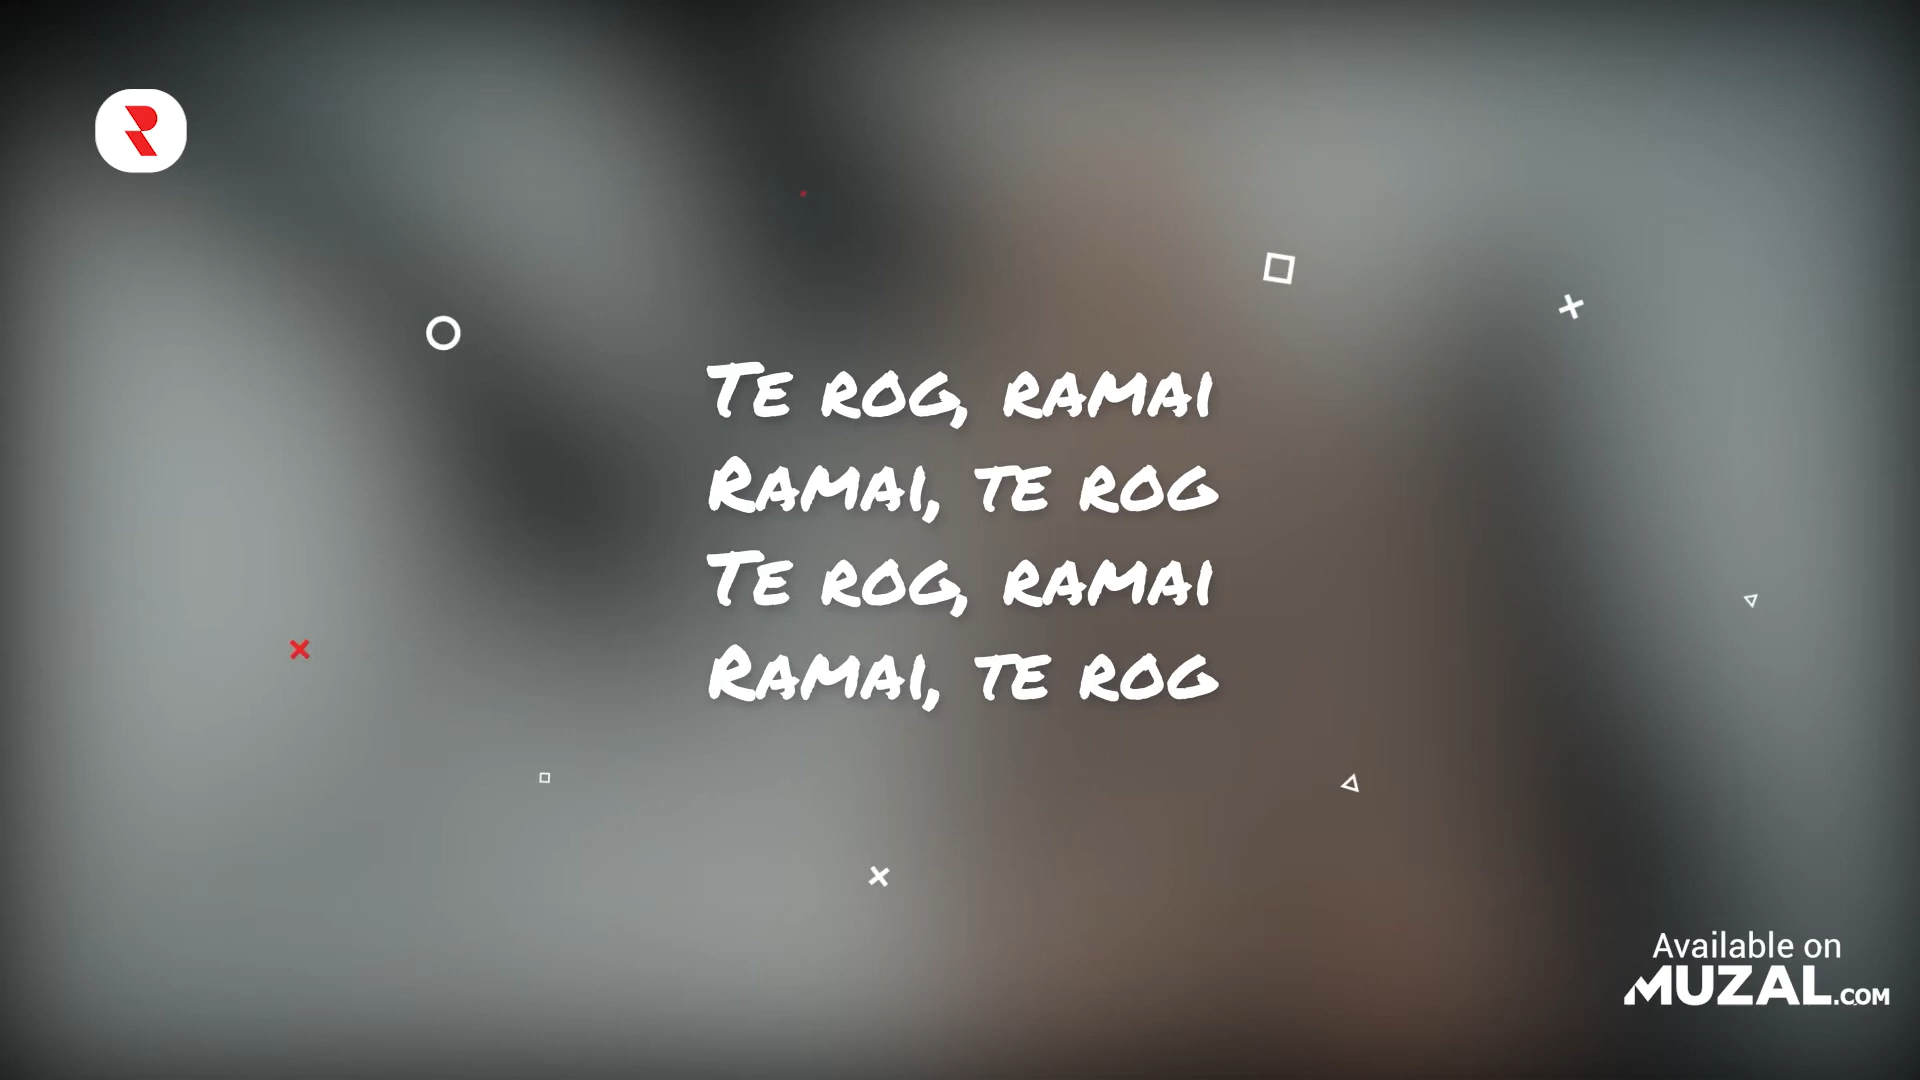 Te rog, ramai
Ramai, te rog
Te rog, ramai
Ramai, te rog
Available on
MUZAL.COM